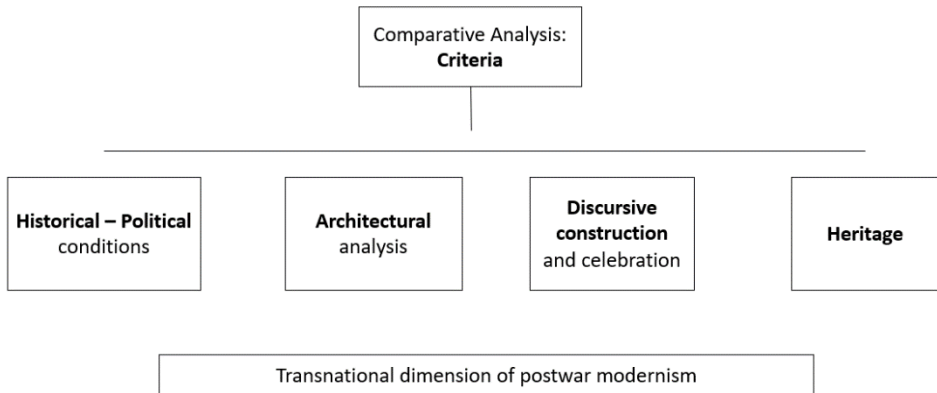 Comparative Analysis:
Criteria
Historical – Political
conditions
Architectural
analysis
Discursive
construction
and celebration
Heritage
Transnational dimension of postwar modernism